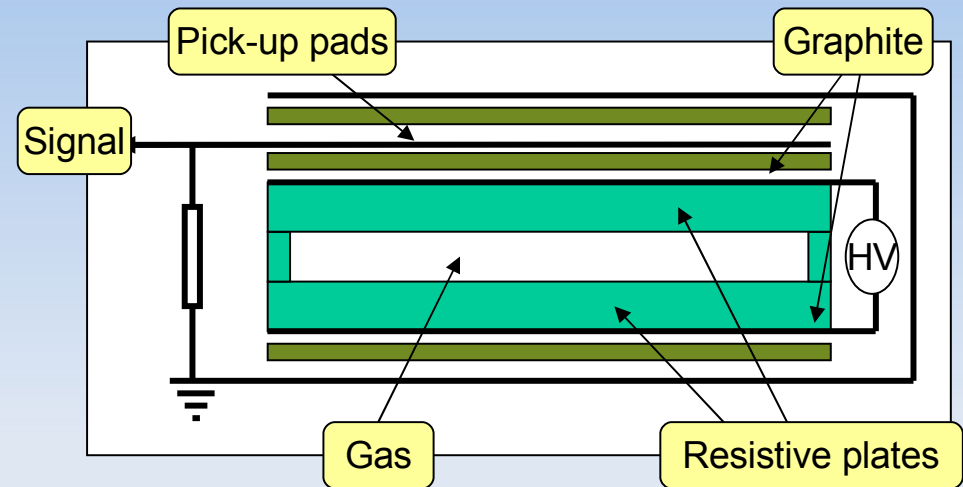 Pick-up pads
Graphite
Signal
HV
Gas
Resistive plates